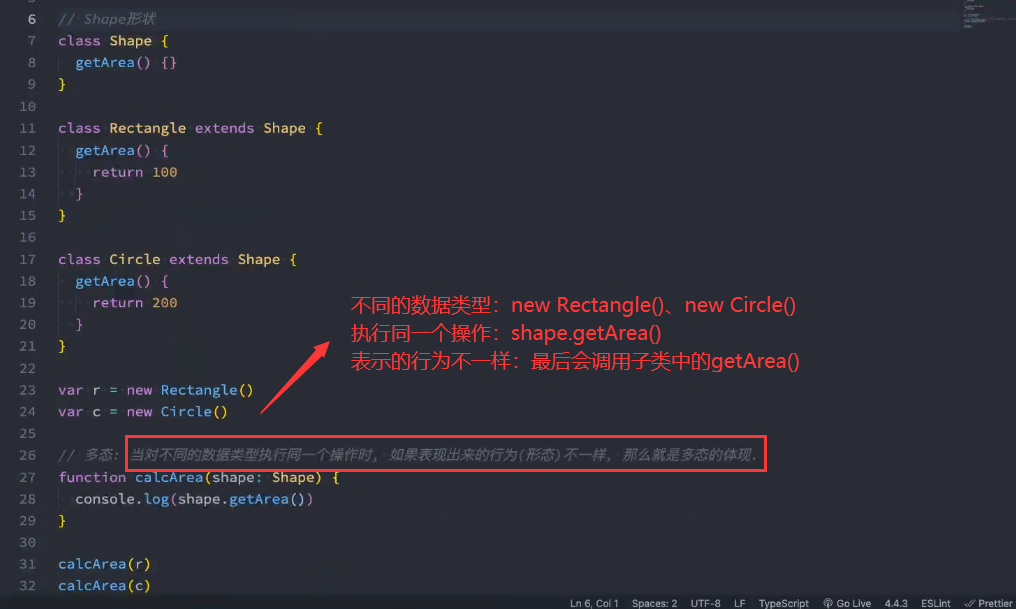 6 // Shape形状
7 class Shape {
8 getArea() {}
9 }
10
11 class Rectangle extends Shape {
12 getArea() {
13 return 100
14 }
15 }
16
17 class Circle extends Shape {
18 getArea() {
19 return 200
20 }
21 }
22
23 var r = new Rectangle()
24 var c = new Circle()
25
26 // 多态: 当对不同的数据类型执行同一个操作时, 如果表现出来的行为(形态)不一样, 那么就是多态的体现.
27 function calcArea(shape: Shape) {
28 console.log(shape.getArea())
29 }
30
31 calcArea(r)
32 calcArea(c)
不同的数据类型：new Rectangle()、new Circle()
执行同一个操作：shape.getArea()
表示的行为不一样：最后会调用子类中的getArea()
Ln 6, Col 1 Spaces: 2 UTF-8 LF TypeScript Go Live 4.4.3 ESLint Prettier